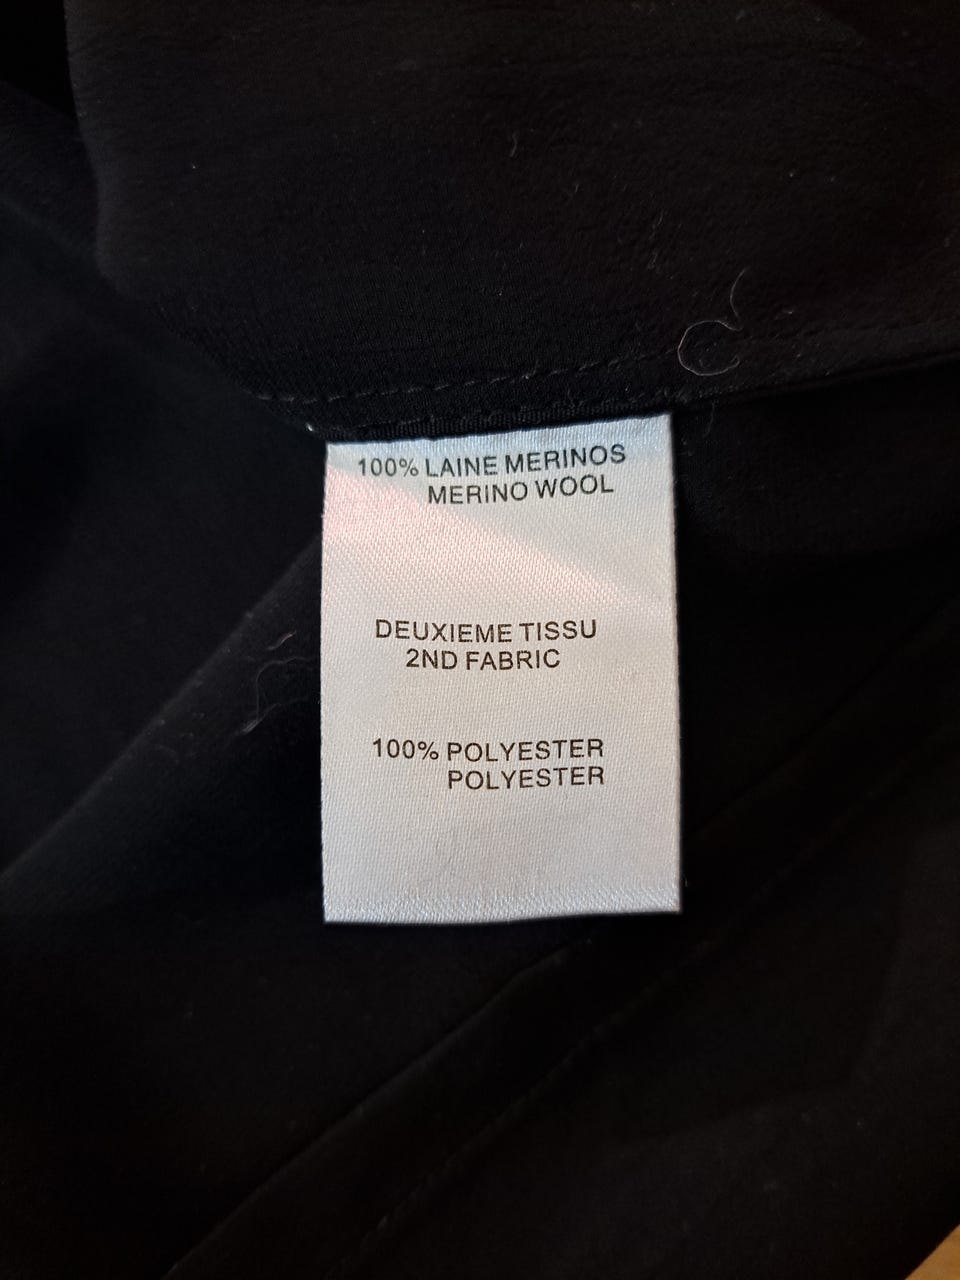 100% LAINE MERINOS
MERINO WOOL
DEUXIEME TISSU
2ND FABRIC
100% POLYESTER
POLYESTER